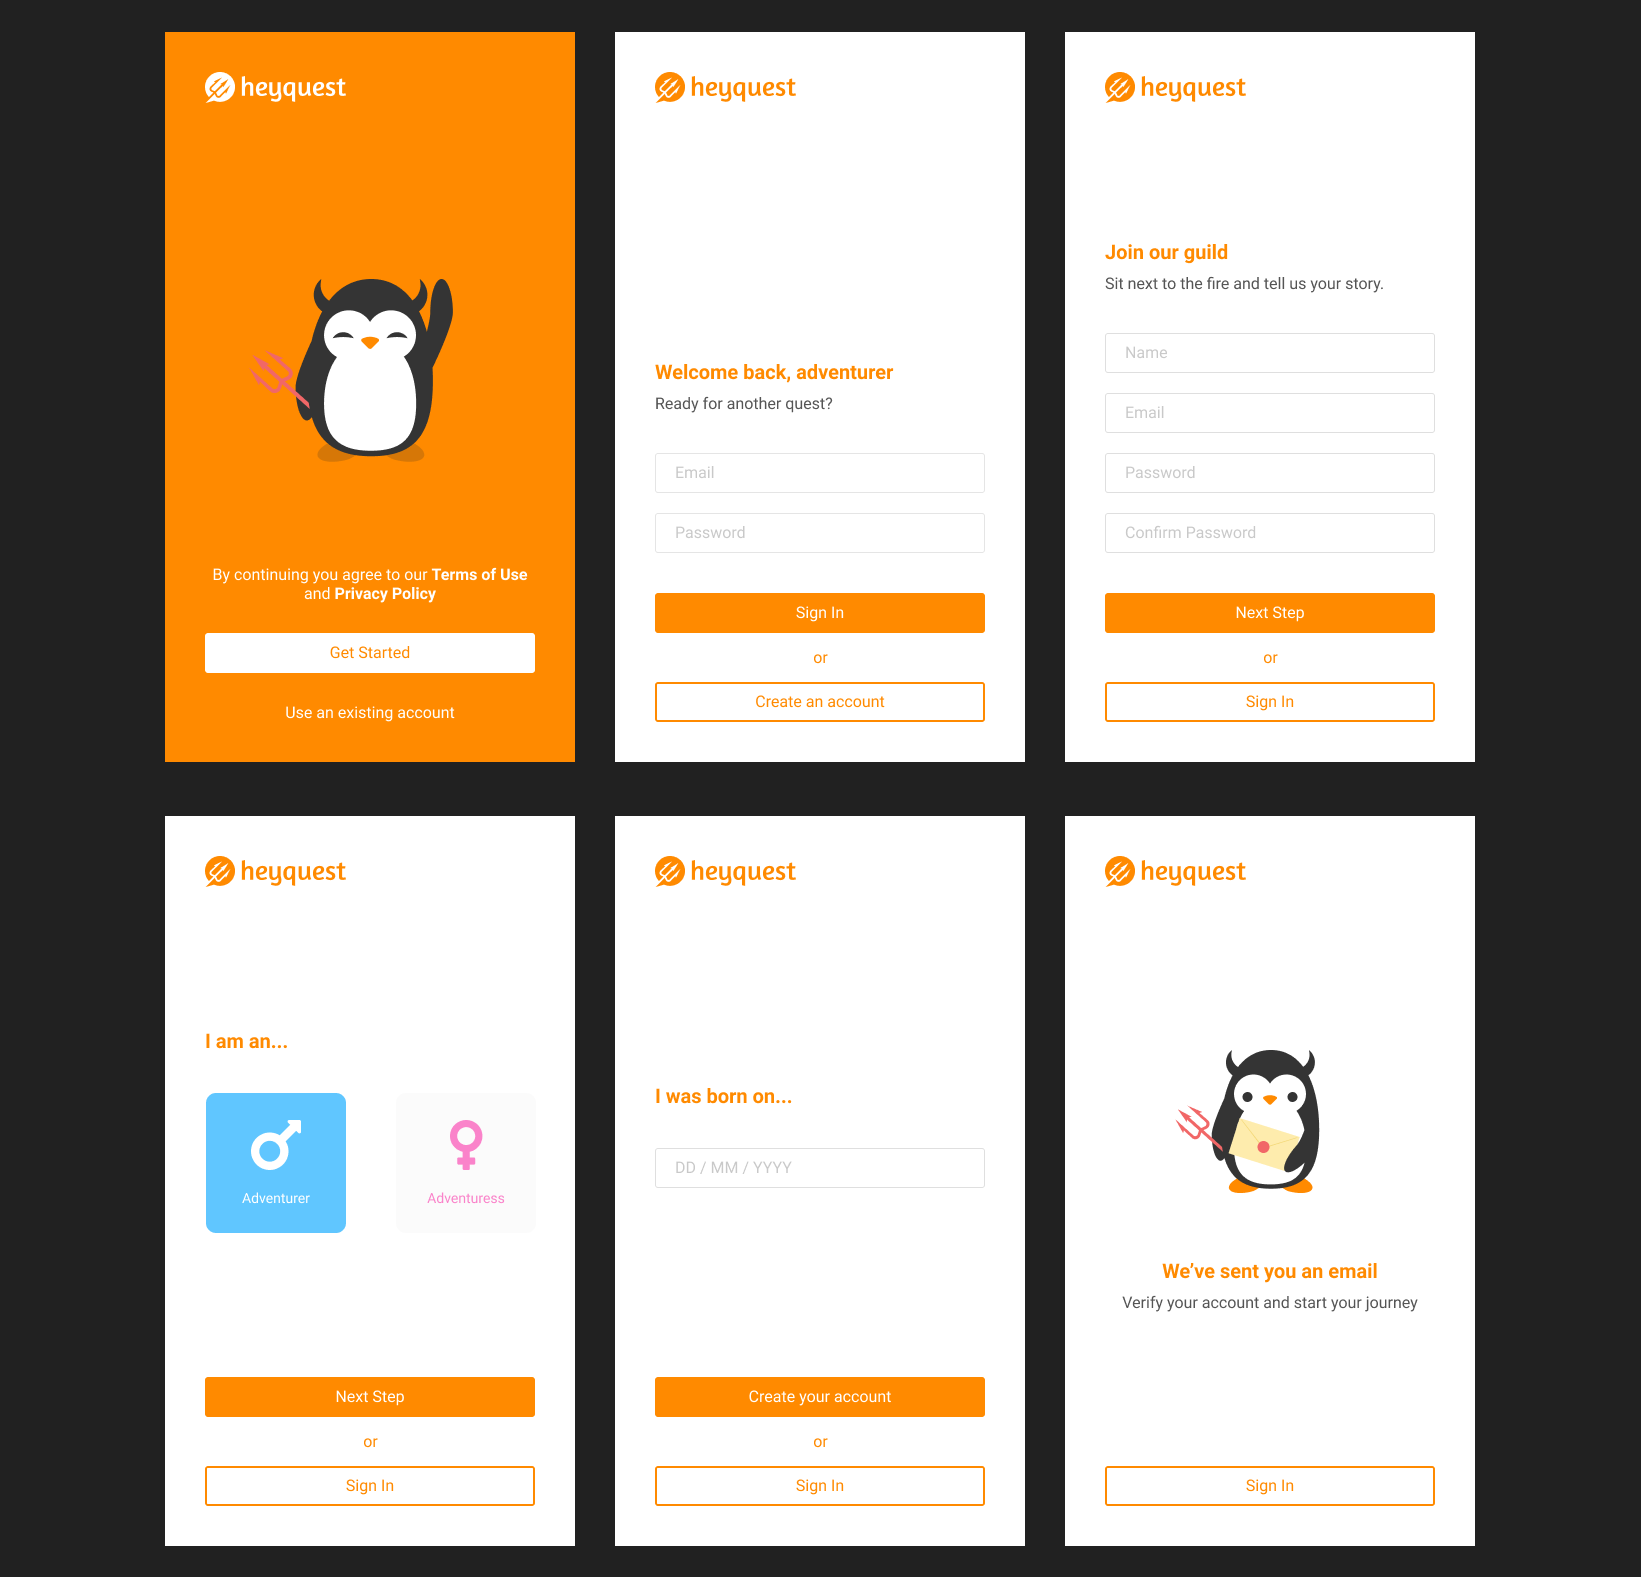 heyquest
By continuing you agree to our Terms of Use
and Privacy Policy
Get Started
Use an existing account
heyquest
Welcome back, adventurer
Ready for another quest?
Email
Password
Sign In
or
Create an account
heyquest
Join our guild
Sit next to the fire and tell us your story.
Name
Email
Password
Confirm Password
Next Step
or
Sign In
heyquest
I am an...
Adventurer
Adventuress
Next Step
or
Sign In
heyquest
I was born on...
DD / MM / YYYY
Create your account
or
Sign In
heyquest
We’ve sent you an email
Verify your account and start your journey
Sign In